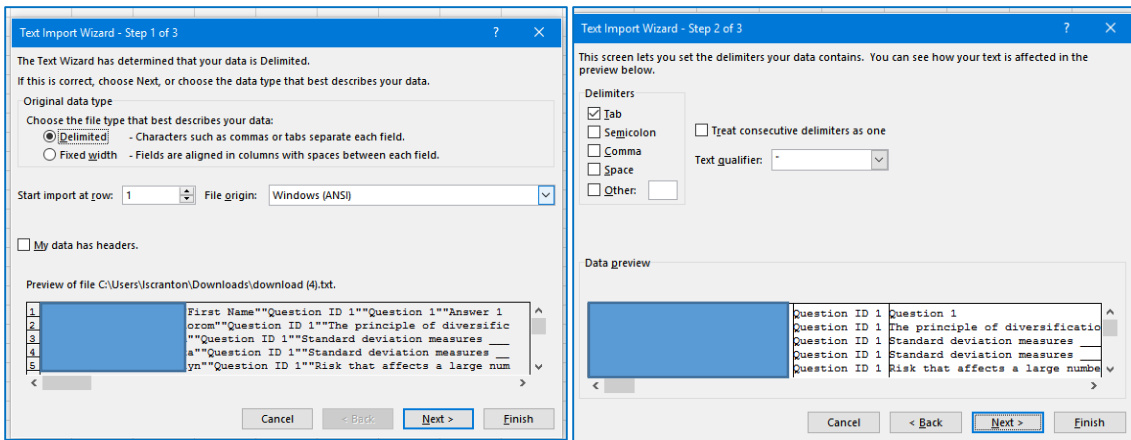 Text Import Wizard - Step 1 of 3
The Text Wizard has determined that your data is Delimited.
If this is correct, choose Next, or choose the data type that best describes your data.
Original data type
Choose the file type that best describes your data:
Delimited - Characters such as commas or tabs separate each field.
Fixed width - Fields are aligned in columns with spaces between each field.
Start import at row: 1 File origin: Windows (ANSI)
My data has headers.
Preview of file C:\Users\lscranton\Downloads\download (4).txt.
1 First Name""Question ID 1""Question 1""Answer 1
2 orom""Question ID 1""The principle of diversific
3 ""Question ID 1""Standard deviation measures ___
4 a""Question ID 1""Standard deviation measures __
5 yn""Question ID 1""Risk that affects a large num
Cancel < Back Next > Finish
Text Import Wizard - Step 2 of 3
This screen lets you set the delimiters your data contains. You can see how your text is affected in the
preview below.
Delimiters
Tab
Semicolon
Comma
Space
Other:
Treat consecutive delimiters as one
Text qualifier: "
Data preview
Question ID 1 Question 1
Question ID 1 The principle of diversificatio
Question ID 1 Standard deviation measures ___
Question ID 1 Standard deviation measures ___
Question ID 1 Risk that affects a large numbe
Cancel < Back Next > Finish